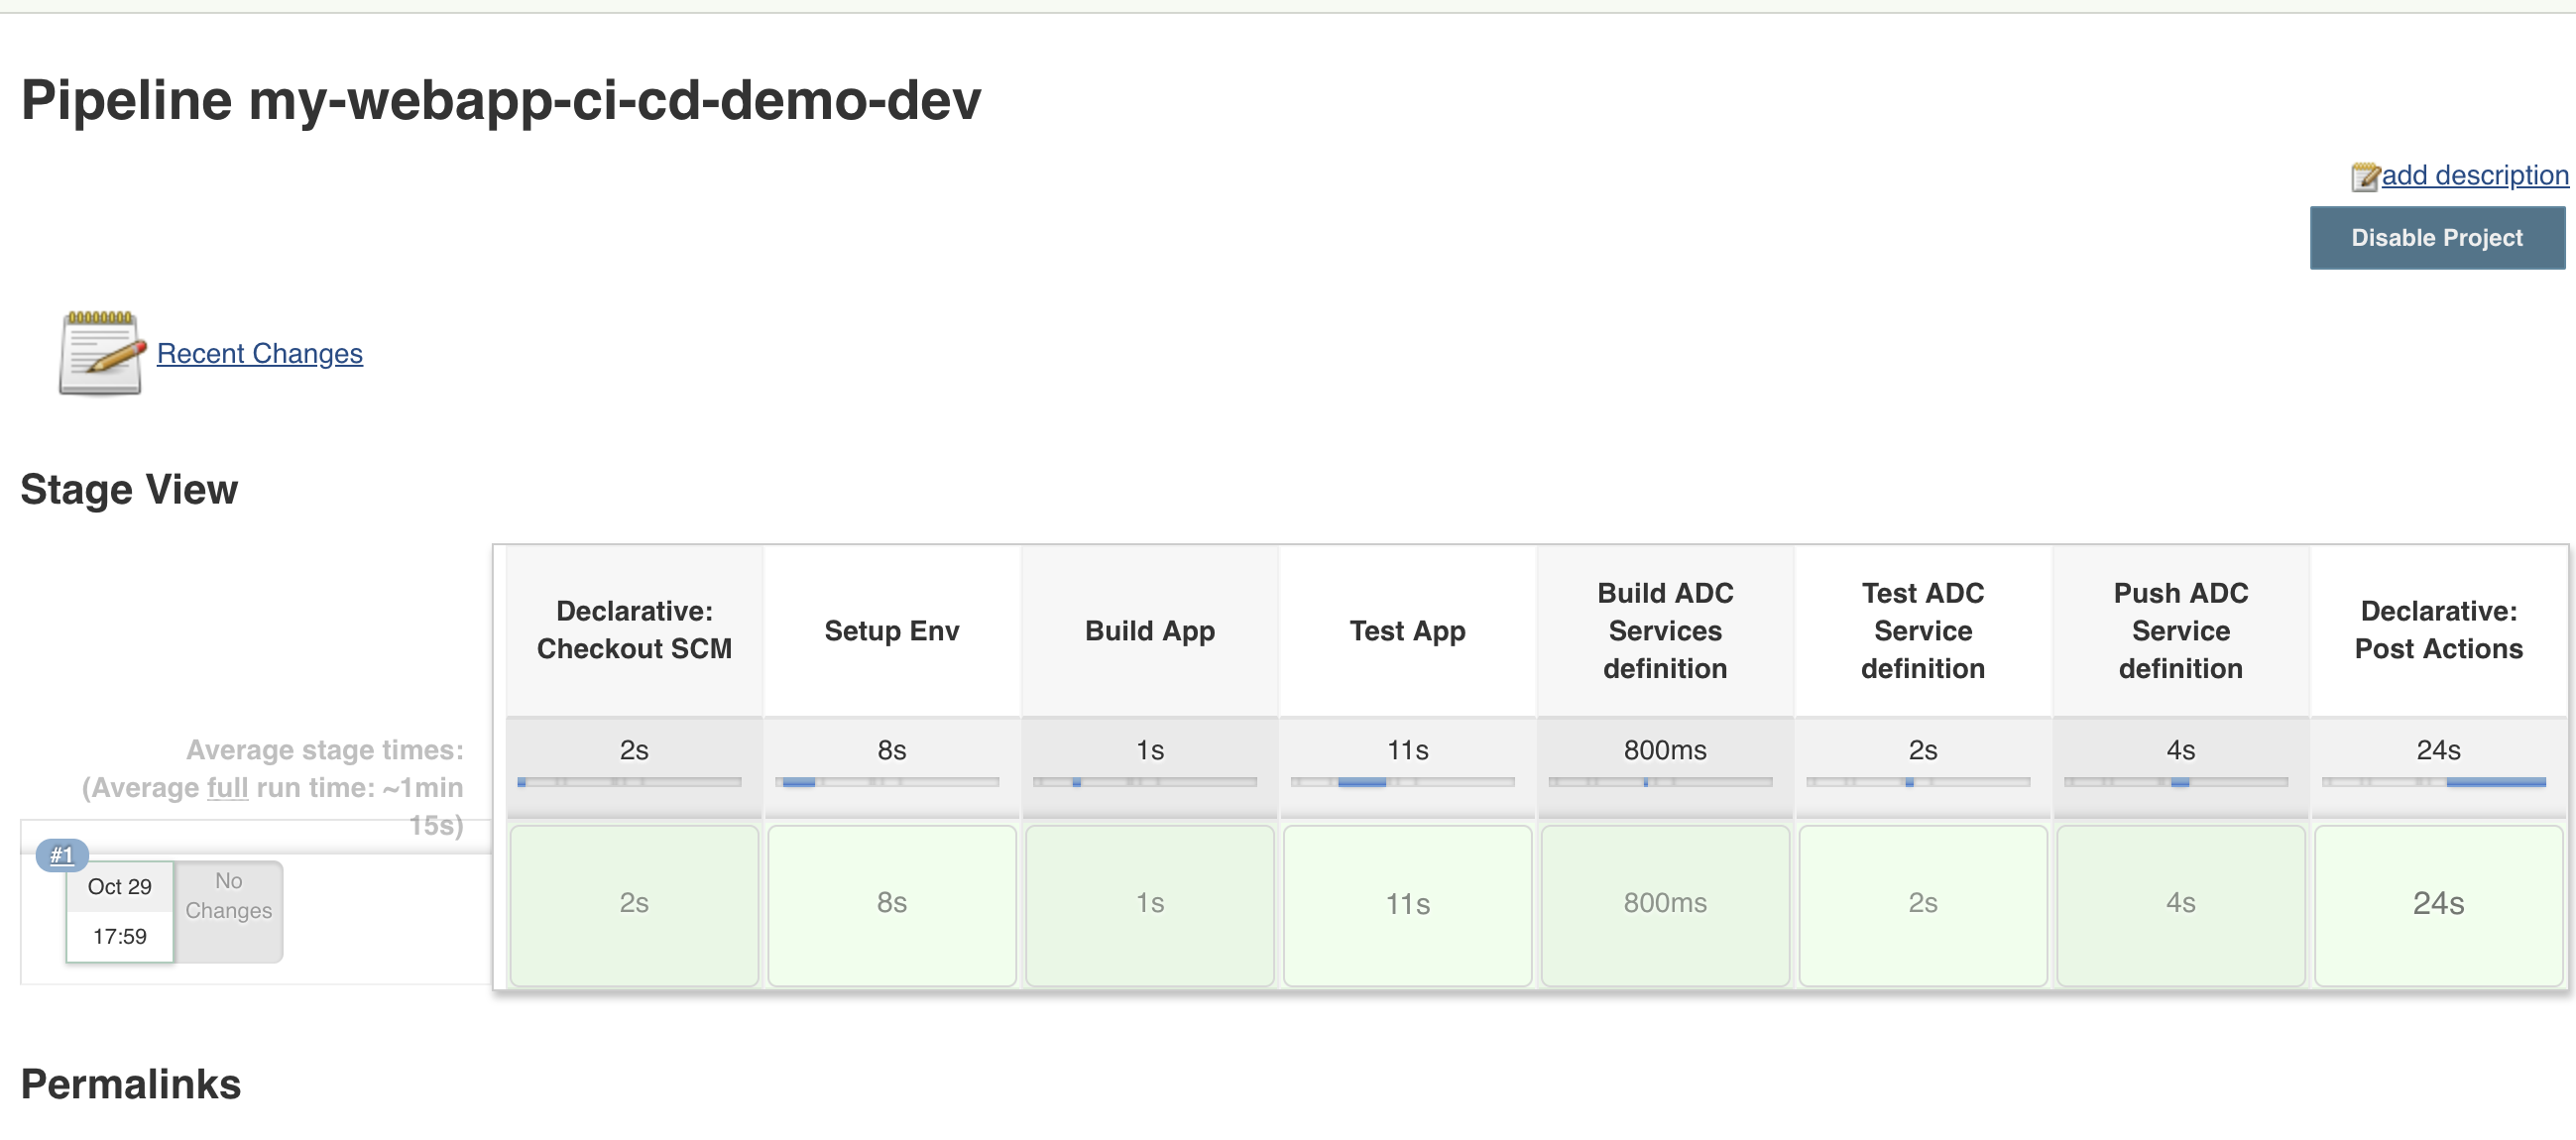 Pipeline my-webapp-ci-cd-demo-dev
add description
Disable Project
Recent Changes
Stage View
Declarative:
Checkout SCM
Setup Env
Build App
Test App
Build ADC
Services
definition
Test ADC
Service
definition
Push ADC
Service
definition
Declarative:
Post Actions
Average stage times:
(Average full run time: ~1min
15s)
2s
8s
1s
11s
800ms
2s
4s
24s
#1
Oct 29
17:59
No
Changes
2s
8s
1s
11s
800ms
2s
4s
24s
Permalinks